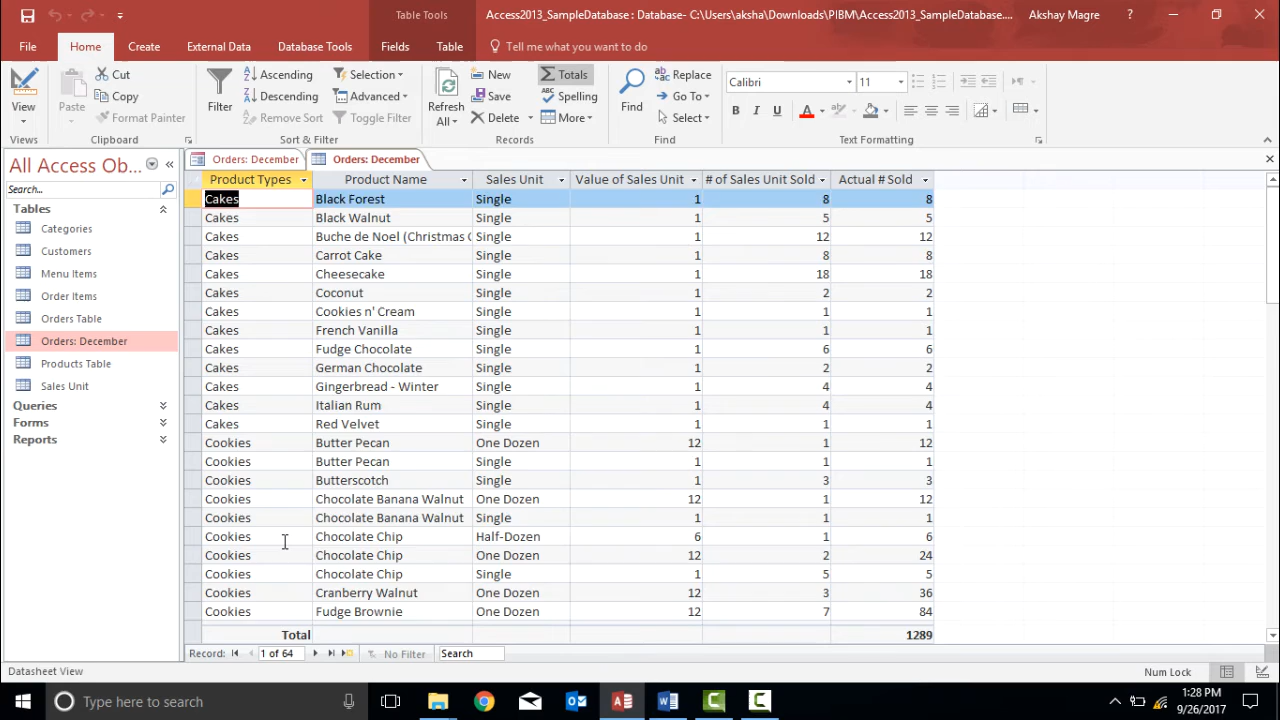 Table Tools Access2013_SampleDatabase : Database- C:\Users\aksha\Downloads\PIBM\Access2013_SampleDatabase.... Akshay Magre ?
File Home Create External Data Database Tools Fields Table Tell me what you want to do
View Paste Cut Copy Format Painter
Views Clipboard
Filter Ascending Descending Remove Sort Selection Advanced Toggle Filter
Sort & Filter
Refresh All New Save Delete Totals Spelling More
Records
Find Replace Go To Select
Find
Calibri 11
B I U A
Text Formatting
All Access Ob...
Search...
Tables
Categories
Customers
Menu Items
Order Items
Orders Table
Orders: December
Products Table
Sales Unit
Queries
Forms
Reports
Orders: December Orders: December
Product Types Product Name Sales Unit Value of Sales Unit # of Sales Unit Sold Actual # Sold
Cakes Black Forest Single 1 8 8
Cakes Black Walnut Single 1 5 5
Cakes Buche de Noel (Christmas C Single 1 12 12
Cakes Carrot Cake Single 1 8 8
Cakes Cheesecake Single 1 18 18
Cakes Coconut Single 1 2 2
Cakes Cookies n' Cream Single 1 1 1
Cakes French Vanilla Single 1 1 1
Cakes Fudge Chocolate Single 1 6 6
Cakes German Chocolate Single 1 2 2
Cakes Gingerbread - Winter Single 1 4 4
Cakes Italian Rum Single 1 4 4
Cakes Red Velvet Single 1 1 1
Cookies Butter Pecan One Dozen 12 1 12
Cookies Butter Pecan Single 1 1 1
Cookies Butterscotch Single 1 3 3
Cookies Chocolate Banana Walnut One Dozen 12 1 12
Cookies Chocolate Banana Walnut Single 1 1 1
Cookies Chocolate Chip Half-Dozen 6 1 6
Cookies Chocolate Chip One Dozen 12 2 24
Cookies Chocolate Chip Single 1 5 5
Cookies Cranberry Walnut One Dozen 12 3 36
Cookies Fudge Brownie One Dozen 12 7 84
Total 1289
Record: 1 of 64 No Filter Search
Datasheet View Num Lock
Type here to search 1:28 PM
9/26/2017